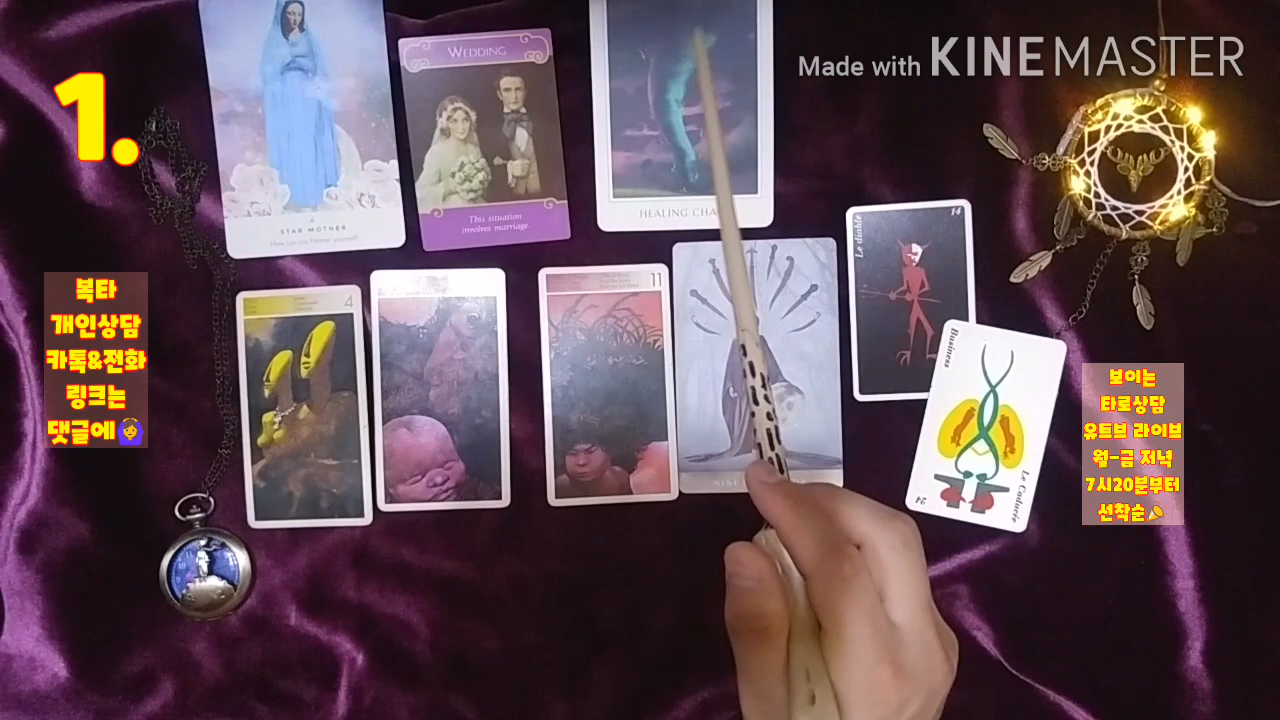 1.
Made with KINEMASTER
WEDDING
This situation
involves marriage.
STAR MOTHER
HEALING
4
11
14
Le diable
Business
Le Caducée
24
NINE
복타
개인상담
카톡&전화
링크는
댓글에🙆‍♀️
보이는
타로상담
유트브 라이브
월-금 저녁
7시20분부터
선착순